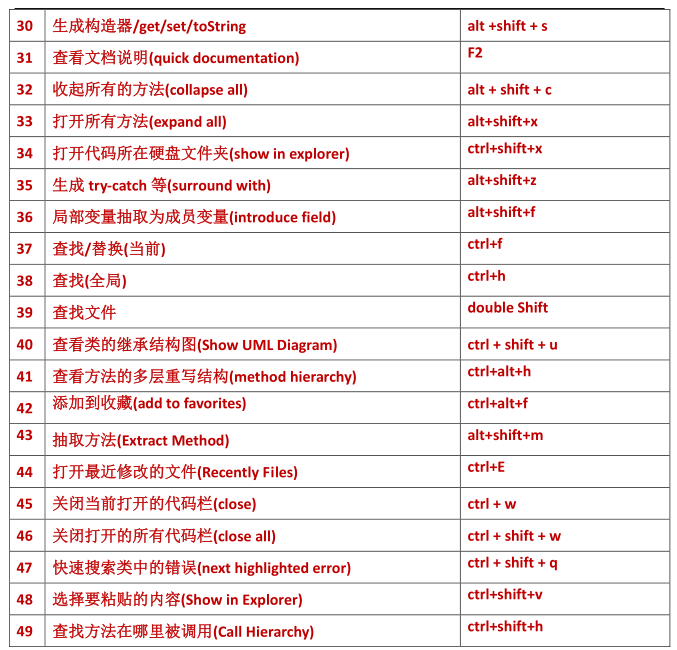 30 生成构造器/get/set/toString alt +shift + s
31 查看文档说明(quick documentation) F2
32 收起所有的方法(collapse all) alt + shift + c
33 打开所有方法(expand all) alt+shift+x
34 打开代码所在硬盘文件夹(show in explorer) ctrl+shift+x
35 生成 try-catch 等(surround with) alt+shift+z
36 局部变量抽取为成员变量(introduce field) alt+shift+f
37 查找/替换(当前) ctrl+f
38 查找(全局) ctrl+h
39 查找文件 double Shift
40 查看类的继承结构图(Show UML Diagram) ctrl + shift + u
41 查看方法的多层重写结构(method hierarchy) ctrl+alt+h
42 添加到收藏(add to favorites) ctrl+alt+f
43 抽取方法(Extract Method) alt+shift+m
44 打开最近修改的文件(Recently Files) ctrl+E
45 关闭当前打开的代码栏(close) ctrl + w
46 关闭打开的所有代码栏(close all) ctrl + shift + w
47 快速搜索类中的错误(next highlighted error) ctrl + shift + q
48 选择要粘贴的内容(Show in Explorer) ctrl+shift+v
49 查找方法在哪里被调用(Call Hierarchy) ctrl+shift+h